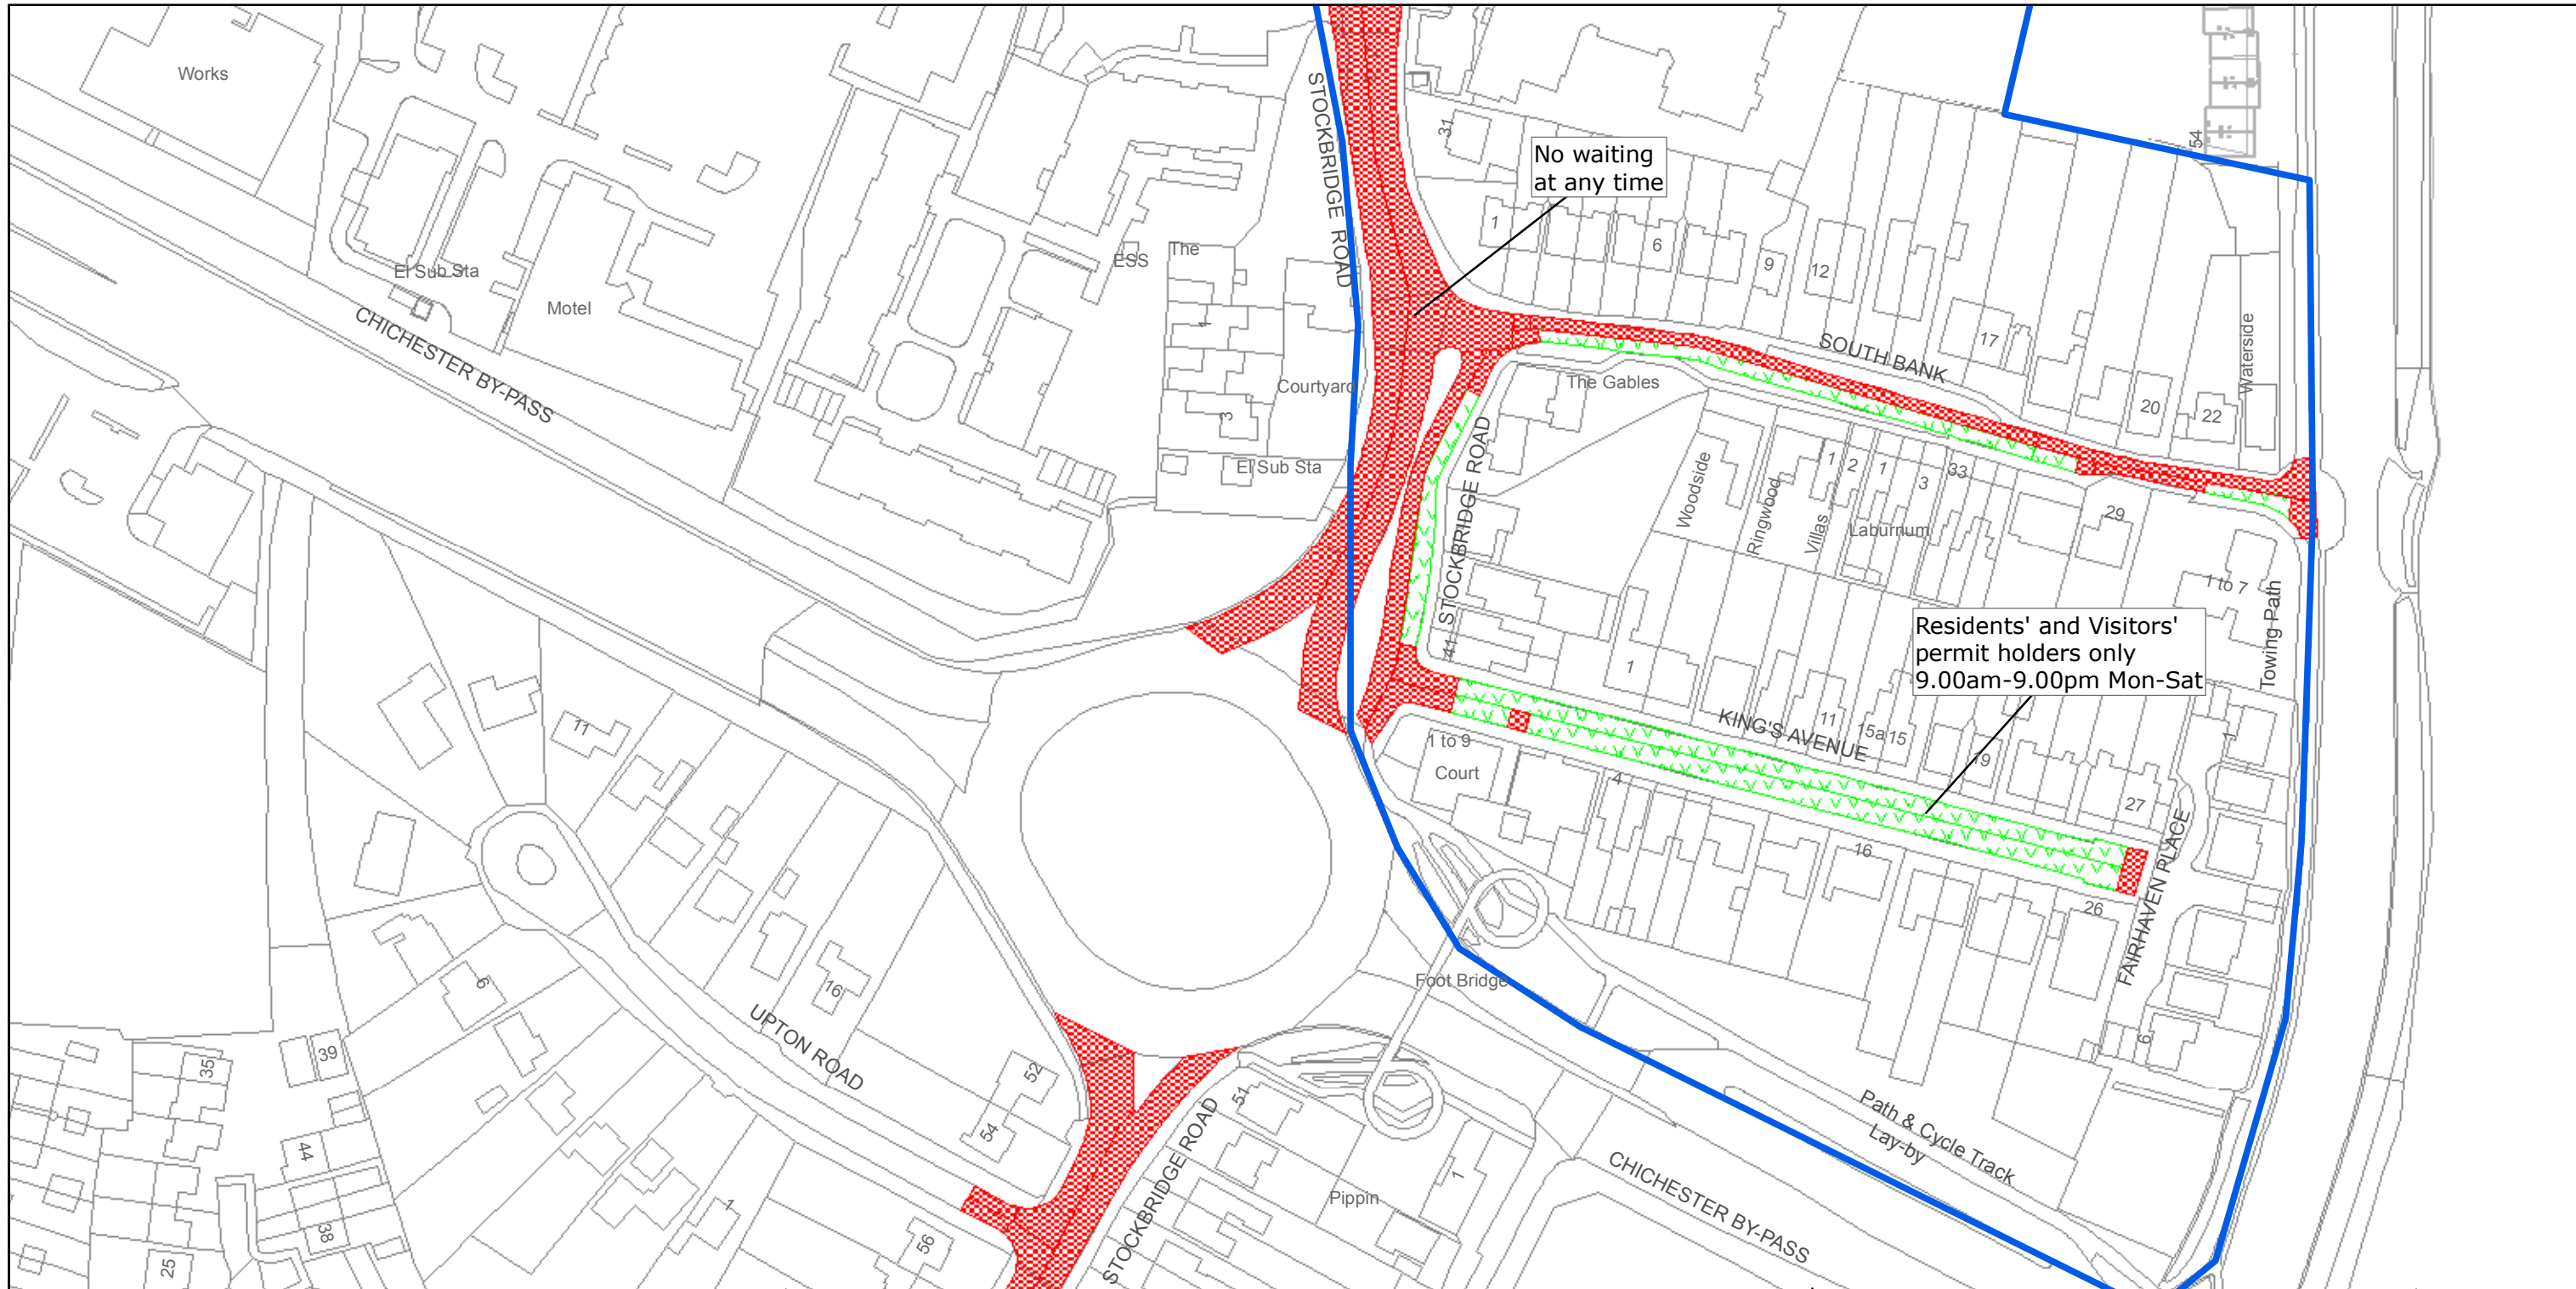 Works
El Sub Sta
Motel
CHICHESTER BY-PASS
ESS
The
1
3
Courtyard
El Sub Sta
STOCKBRIDGE ROAD
No waiting
at any time
31
1
6
9
12
17
20
22
54
Waterside
SOUTH BANK
The Gables
STOCKBRIDGE ROAD
Woodside
Ringwood
Villas
1
2
1
3
33
Laburnum
29
1 to 7
Towing Path
Residents' and Visitors'
permit holders only
9.00am-9.00pm Mon-Sat
41
1
KING'S AVENUE
11
15a
15
19
27
1
1 to 9
Court
4
16
26
FAIRHAVEN PLACE
6
Foot Bridge
Path & Cycle Track
Lay-by
CHICHESTER BY-PASS
11
16
6
UPTON ROAD
52
54
56
1
51
STOCKBRIDGE ROAD
Pippin
1
35
39
44
38
25